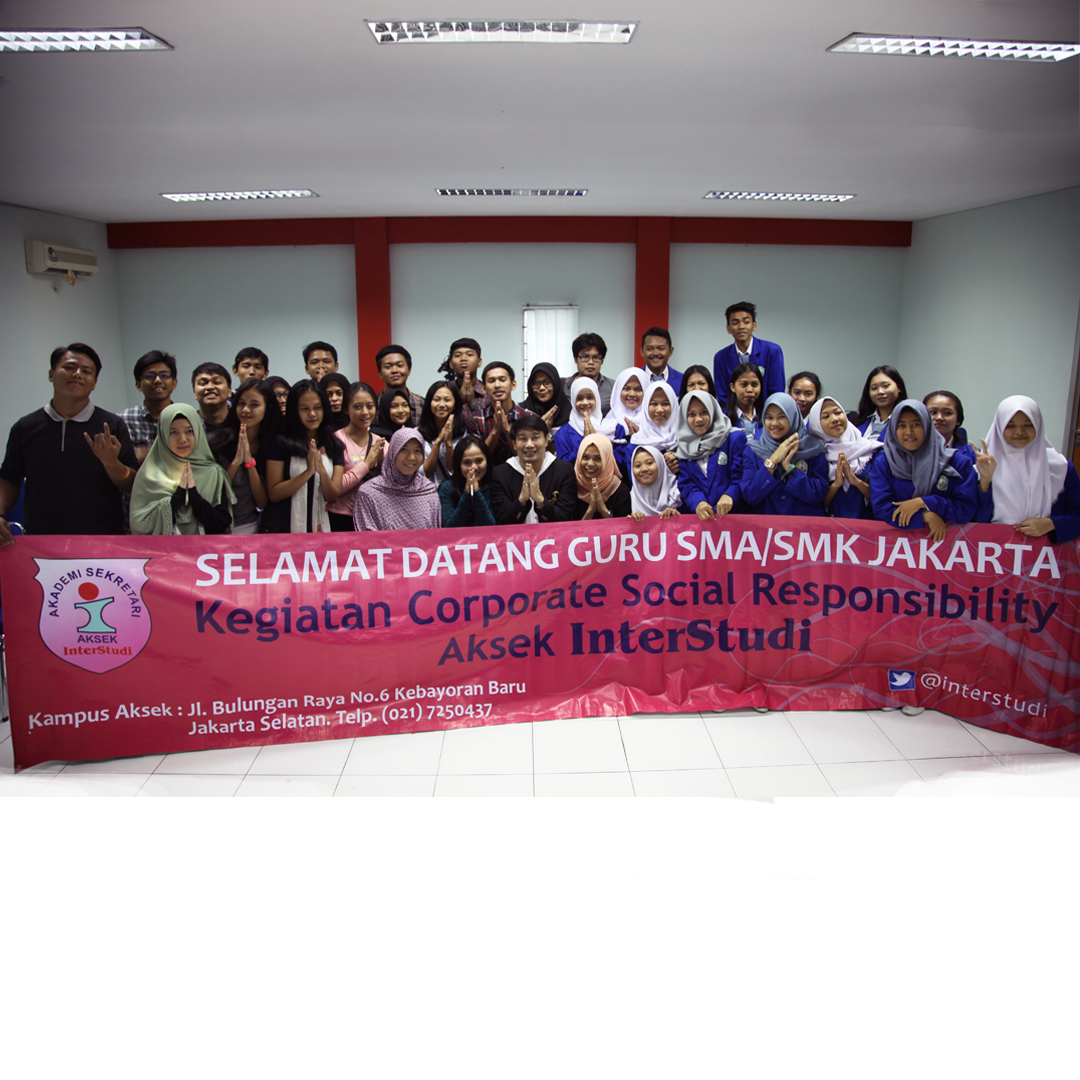 SELAMAT DATANG GURU SMA/SMK JAKARTA
Kegiatan Corporate Social Responsibility
Aksek InterStudi
AKADEMI SEKRETARI
AKSEK
InterStudi
Kampus Aksek : Jl. Bulungan Raya No.6 Kebayoran Baru
Jakarta Selatan. Telp. (021) 7250437
@interstudi